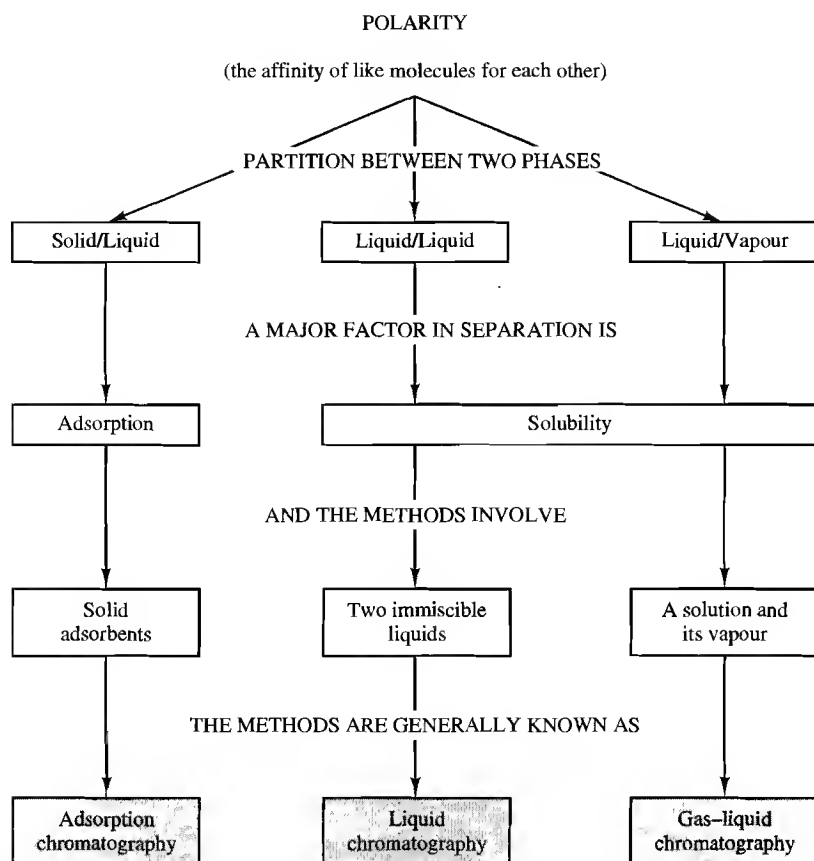 POLARITY
(the affinity of like molecules for each other)
PARTITION BETWEEN TWO PHASES
Solid/Liquid
Liquid/Liquid
Liquid/Vapour
A MAJOR FACTOR IN SEPARATION IS
Adsorption
Solubility
AND THE METHODS INVOLVE
Solid
adsorbents
Two immiscible
liquids
A solution and
its vapour
THE METHODS ARE GENERALLY KNOWN AS
Adsorption
chromatography
Liquid
chromatography
Gas–liquid
chromatography